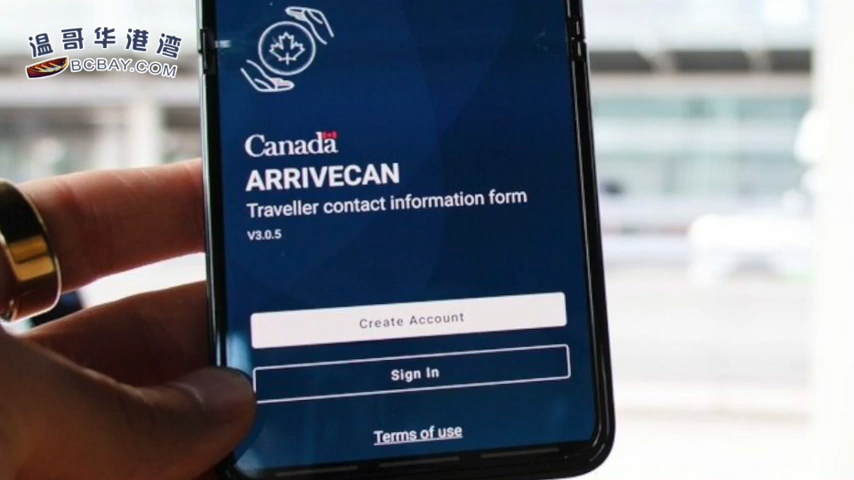 温哥华港湾
BCBAY.COM
Canada
ARRIVECAN
Traveller contact information form
V3.0.5
Create Account
Sign In
Terms of use